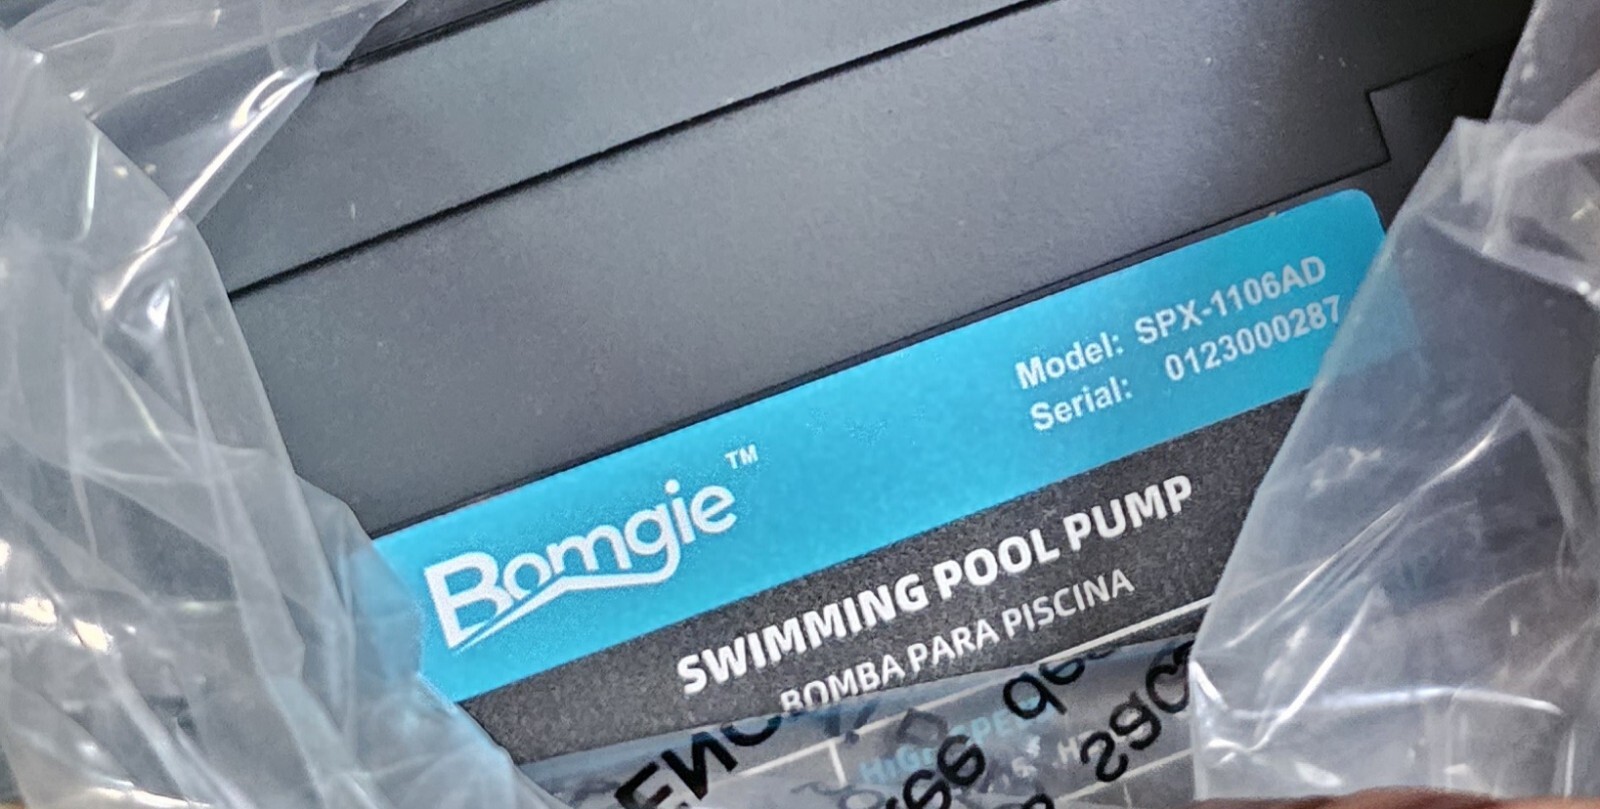 Bomgie™
Model: SPX-1106AD
Serial: 0123000287
SWIMMING POOL PUMP
BOMBA PARA PISCINA